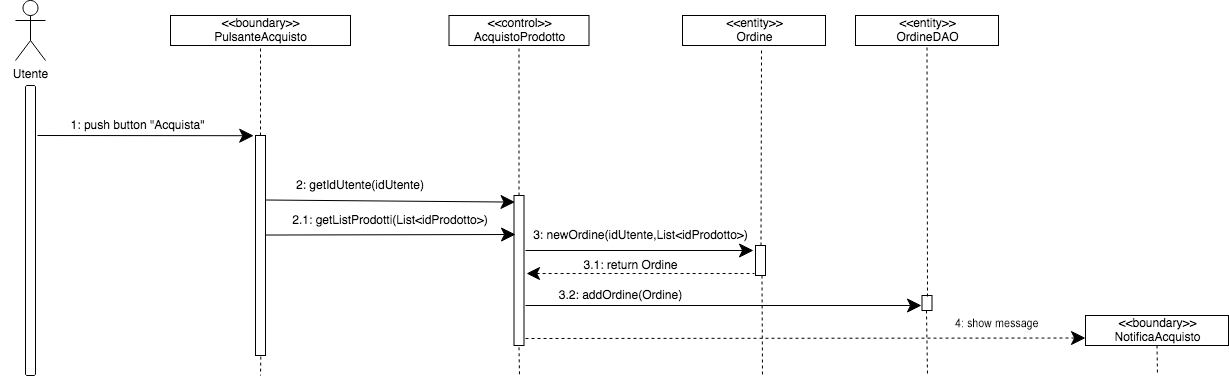 <<boundary>>
PulsanteAcquisto
<<control>>
AcquistoProdotto
<<entity>>
Ordine
<<entity>>
OrdineDAO
Utente
1: push button "Acquista"
2: getIdUtente(idUtente)
2.1: getListProdotti(List<idProdotto>)
3: newOrdine(idUtente,List<idProdotto>)
3.1: return Ordine
3.2: addOrdine(Ordine)
4: show message
<<boundary>>
NotificaAcquisto